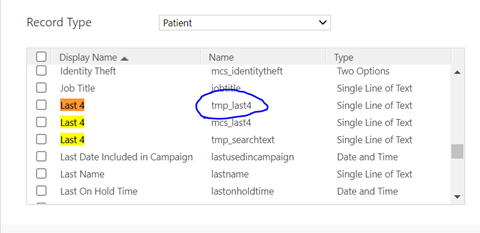 Record Type Patient
Display Name Name Type
Identity Theft mcs_identitytheft Two Options
Job Title jobtitle Single Line of Text
Last 4 tmp_last4 Single Line of Text
Last 4 mcs_last4 Single Line of Text
Last 4 tmp_searchtext Single Line of Text
Last Date Included in Campaign lastusedincampaign Date and Time
Last Name lastname Single Line of Text
Last On Hold Time lastonholdtime Date and Time